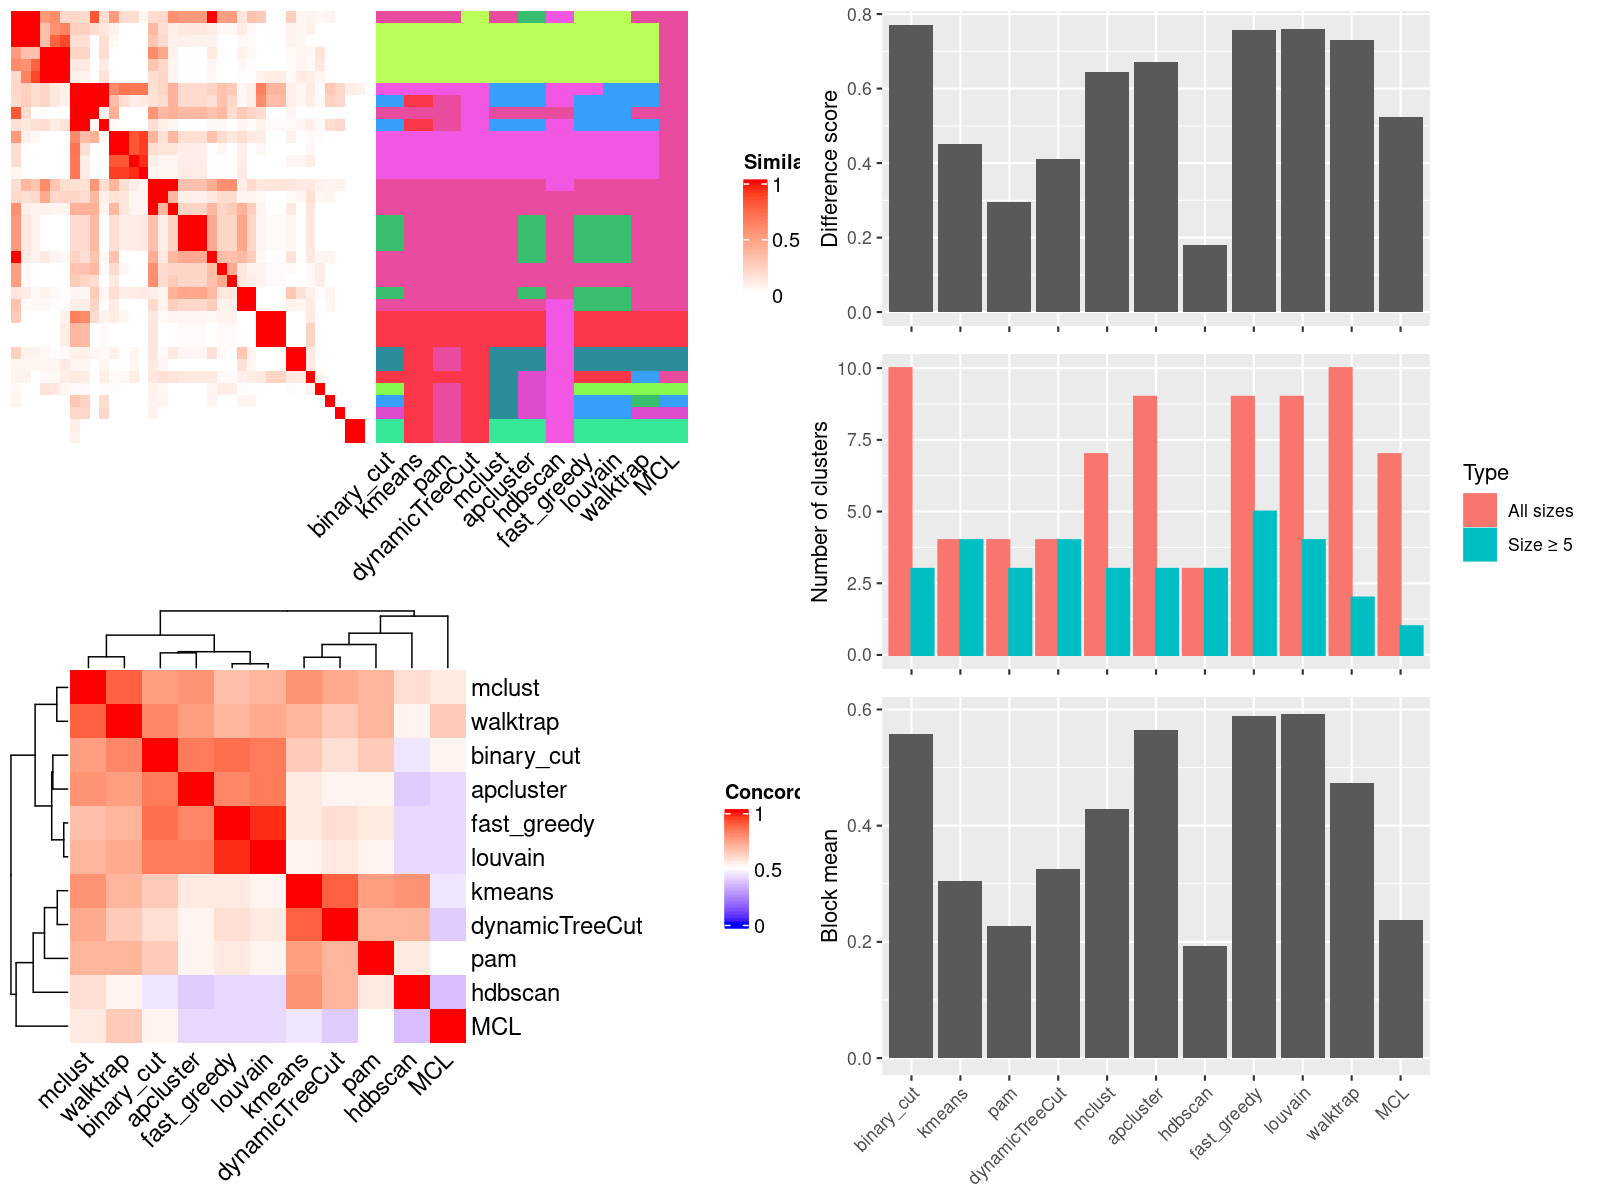 Simila
1
0.5
0
binary_cut
kmeans
pam
dynamicTreeCut
mclust
apcluster
hdbscan
fast_greedy
louvain
walktrap
MCL
Difference score
0.8
0.6
0.4
0.2
0.0
Number of clusters
10.0
7.5
5.0
2.5
0.0
Type
All sizes
Size ≥ 5
Block mean
0.6
0.4
0.2
0.0
binary_cut
kmeans
pam
dynamicTreeCut
mclust
apcluster
hdbscan
fast_greedy
louvain
walktrap
MCL
mclust
walktrap
binary_cut
apcluster
fast_greedy
louvain
kmeans
dynamicTreeCut
pam
hdbscan
MCL
mclust
walktrap
binary_cut
apcluster
fast_greedy
louvain
kmeans
dynamicTreeCut
pam
hdbscan
MCL
Concord
1
0.5
0